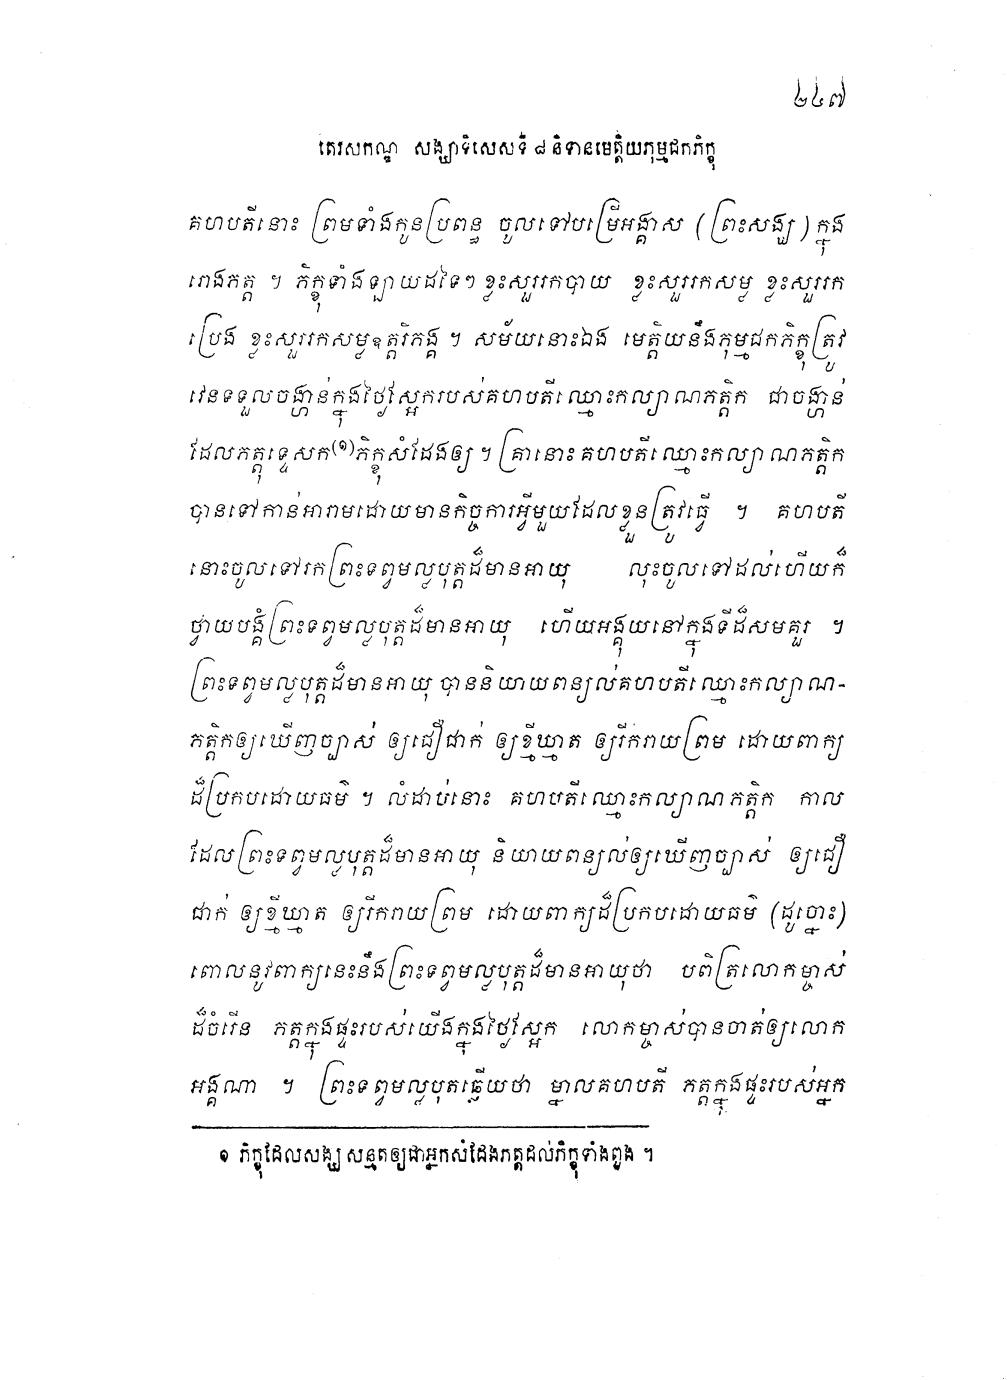 ២៤៧
តេរសកណ្ឌ សង្ឃាទិសេសទី ៨ និទានមេត្តិយភុម្មជកភិក្ខុ
គហបតីនោះ ព្រមទាំងកូនប្រពន្ធ ចូលទៅបម្រើអង្គាស (ព្រះសង្ឃ) ក្នុង
រោងភត្ត ។ ភិក្ខុទាំងឡាយដទៃៗ ខ្លះសួររកបាយ ខ្លះសួររកសម្ល ខ្លះសួររក
ប្រេង ខ្លះសួររកសម្លឧត្តរិភង្គ ។ សម័យនោះឯង មេត្តិយនឹងភុម្មជកភិក្ខុត្រូវ
វេនទទួលចង្ហាន់ក្នុងថ្ងៃស្អែករបស់គហបតីឈ្មោះកល្យាណភត្តិក ជាចង្ហាន់
ដែលភត្តុទ្ទេសក(១)ភិក្ខុសំដែងឲ្យ ។ គ្រានោះ គហបតីឈ្មោះកល្យាណភត្តិក
បានទៅកាន់អារាមដោយមានកិច្ចការអ្វីមួយដែលខ្លួនត្រូវធ្វើ ។ គហបតី
នោះចូលទៅរកព្រះទព្វមល្លបុត្តដ៏មានអាយុ លុះចូលទៅដល់ហើយក៏
ថ្វាយបង្គំព្រះទព្វមល្លបុត្តដ៏មានអាយុ ហើយអង្គុយនៅក្នុងទីដ៏សមគួរ ។
ព្រះទព្វមល្លបុត្តដ៏មានអាយុ បាននិយាយពន្យល់គហបតីឈ្មោះកល្យាណ-
ភត្តិកឲ្យឃើញច្បាស់ ឲ្យជឿជាក់ ឲ្យខ្មីឃ្មាត ឲ្យរីករាយព្រម ដោយពាក្យ
ដ៏ប្រកបដោយធម៌ ។ លំដាប់នោះ គហបតីឈ្មោះកល្យាណភត្តិក កាល
ដែលព្រះទព្វមល្លបុត្តដ៏មានអាយុ និយាយពន្យល់ឲ្យឃើញច្បាស់ ឲ្យជឿ
ជាក់ ឲ្យខ្មីឃ្មាត ឲ្យរីករាយព្រម ដោយពាក្យដ៏ប្រកបដោយធម៌ (ដូច្នោះ)
ពោលនូវពាក្យនេះនឹងព្រះទព្វមល្លបុត្តដ៏មានអាយុថា បពិត្រលោកម្ចាស់
ដ៏ចំរើន ភត្តក្នុងផ្ទះរបស់យើងក្នុងថ្ងៃស្អែក លោកម្ចាស់បានចាត់ឲ្យលោក
អង្គណា ។ ព្រះទព្វមល្លបុតឆ្លើយថា ម្នាលគហបតី ភត្តក្នុងផ្ទះរបស់អ្នក
១ ភិក្ខុដែលសង្ឃ សន្មតឲ្យជាអ្នកសំដែងភត្តដល់ភិក្ខុទាំងពួង ។